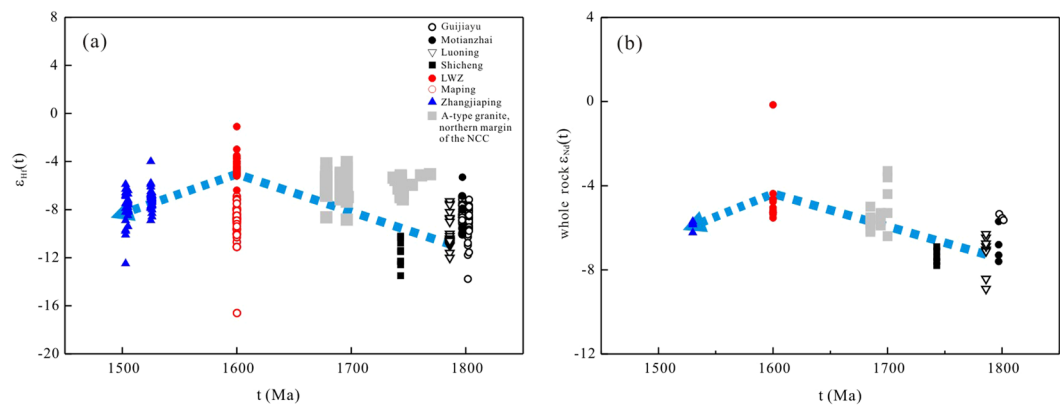 (a)
8
4
0
-4
-8
-12
-16
-20
εHf(t)
1500
1600
1700
1800
t (Ma)
Guijiayu
Motianzhai
Luoning
Shicheng
LWZ
Maping
Zhangjiaping
A-type granite,
northern margin
of the NCC
(b)
4
0
-4
-8
-12
whole rock εNd(t)
1500
1600
1700
1800
t (Ma)